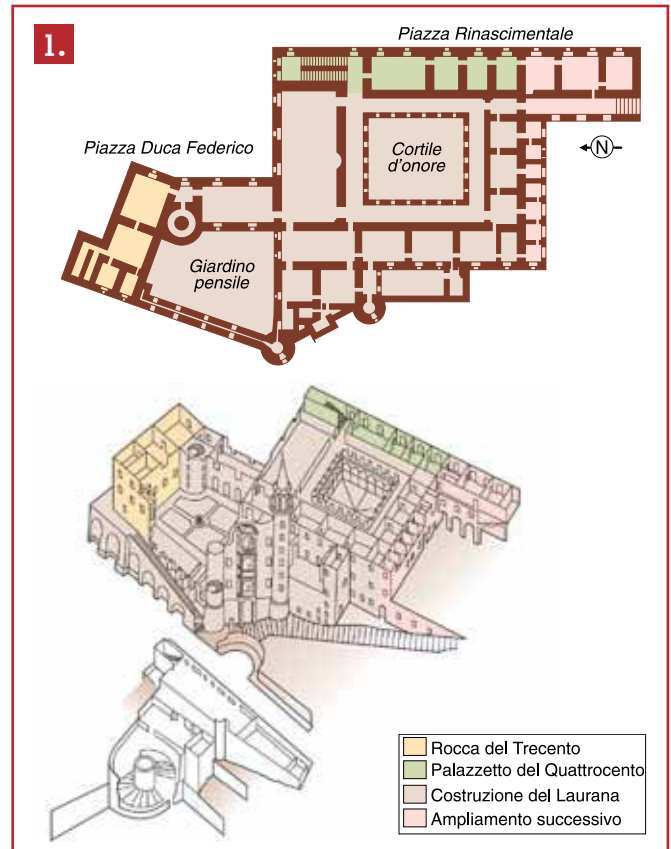 1.
Piazza Rinascimentale
Piazza Duca Federico
Cortile
d'onore
N
Giardino
pensile
Rocca del Trecento
Palazzetto del Quattrocento
Costruzione del Laurana
Ampliamento successivo